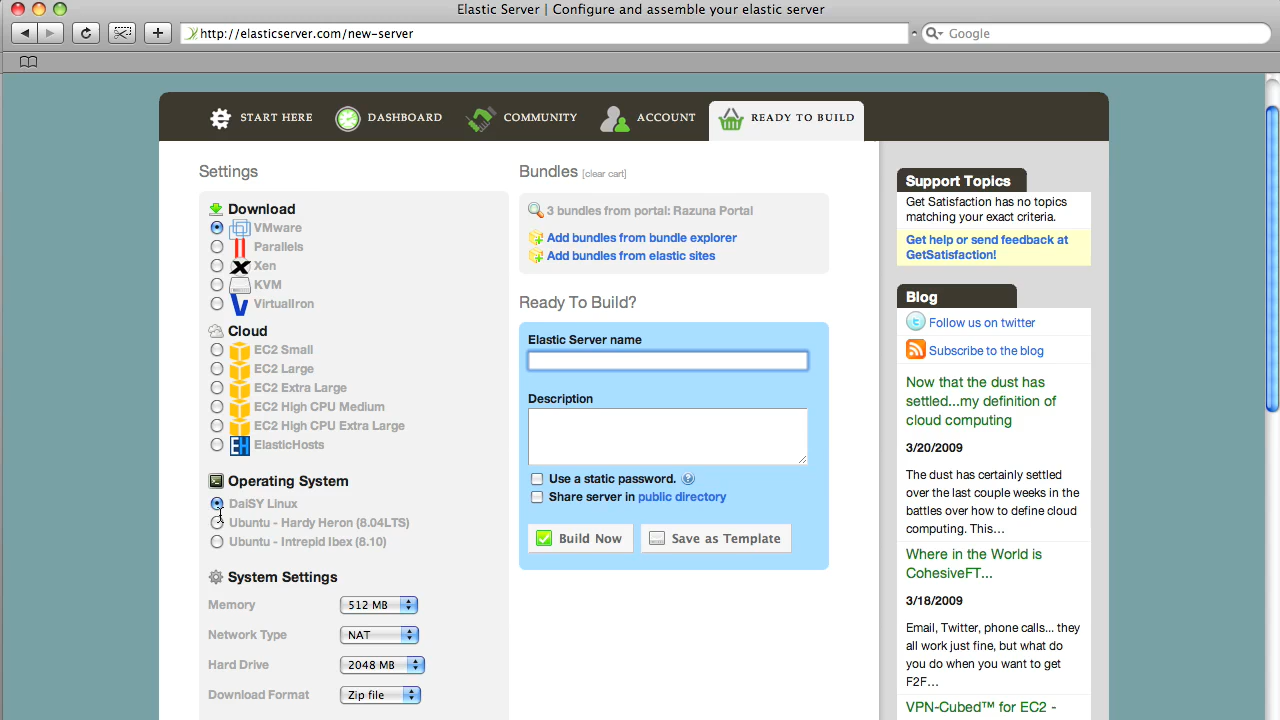 Elastic Server | Configure and assemble your elastic server
http://elasticserver.com/new-server
Google
START HERE
DASHBOARD
COMMUNITY
ACCOUNT
READY TO BUILD
Settings
Download
VMware
Parallels
Xen
KVM
VirtualIron
Cloud
EC2 Small
EC2 Large
EC2 Extra Large
EC2 High CPU Medium
EC2 High CPU Extra Large
EH ElasticHosts
Operating System
DaiSY Linux
Ubuntu - Hardy Heron (8.04LTS)
Ubuntu - Intrepid Ibex (8.10)
System Settings
Memory 512 MB
Network Type NAT
Hard Drive 2048 MB
Download Format Zip file
Bundles [clear cart]
3 bundles from portal: Razuna Portal
Add bundles from bundle explorer
Add bundles from elastic sites
Ready To Build?
Elastic Server name
Description
Use a static password. ?
Share server in public directory
Build Now
Save as Template
Support Topics
Get Satisfaction has no topics
matching your exact criteria.
Get help or send feedback at
GetSatisfaction!
Blog
Follow us on twitter
Subscribe to the blog
Now that the dust has
settled...my definition of
cloud computing
3/20/2009
The dust has certainly settled
over the last couple weeks in the
battles over how to define cloud
computing. This...
Where in the World is
CohesiveFT...
3/18/2009
Email, Twitter, phone calls... they
all work just fine, but what do
you do when you want to get
F2F...
VPN-Cubed™ for EC2 -